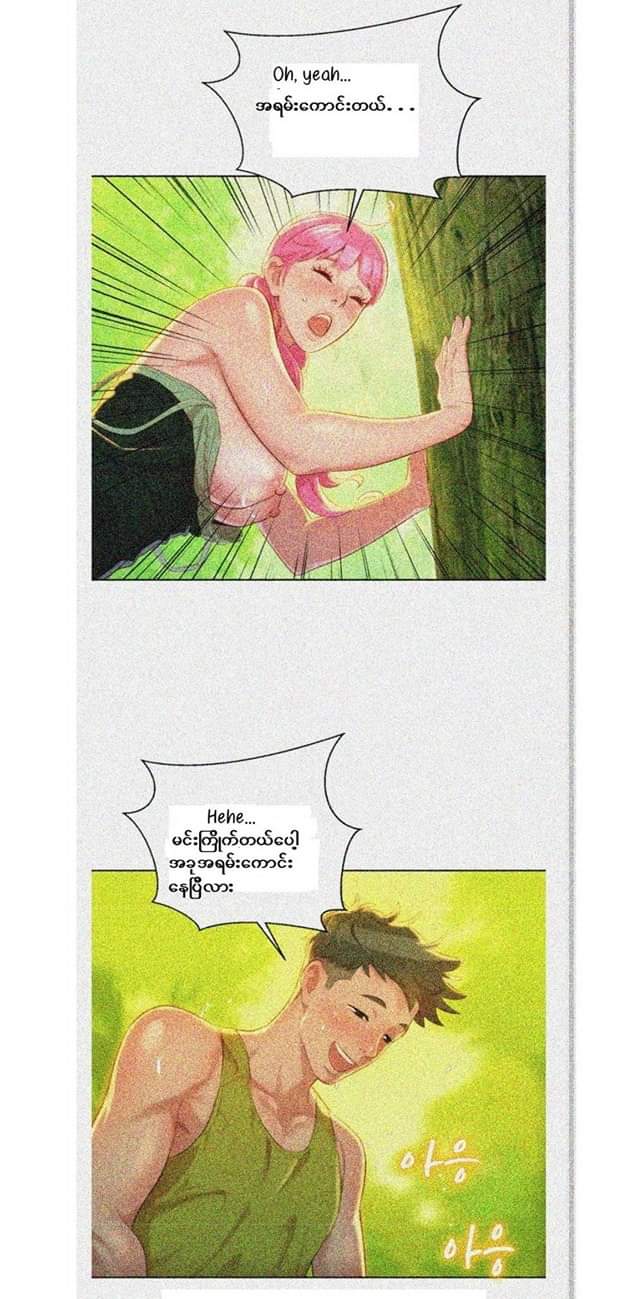 Oh, yeah...
အရမ်းကောင်းတယ်...
Hehe...
မင်းကြိုက်တယ်ပေါ့
အခုအရမ်းကောင်း
နေပြီလား
아응
아응